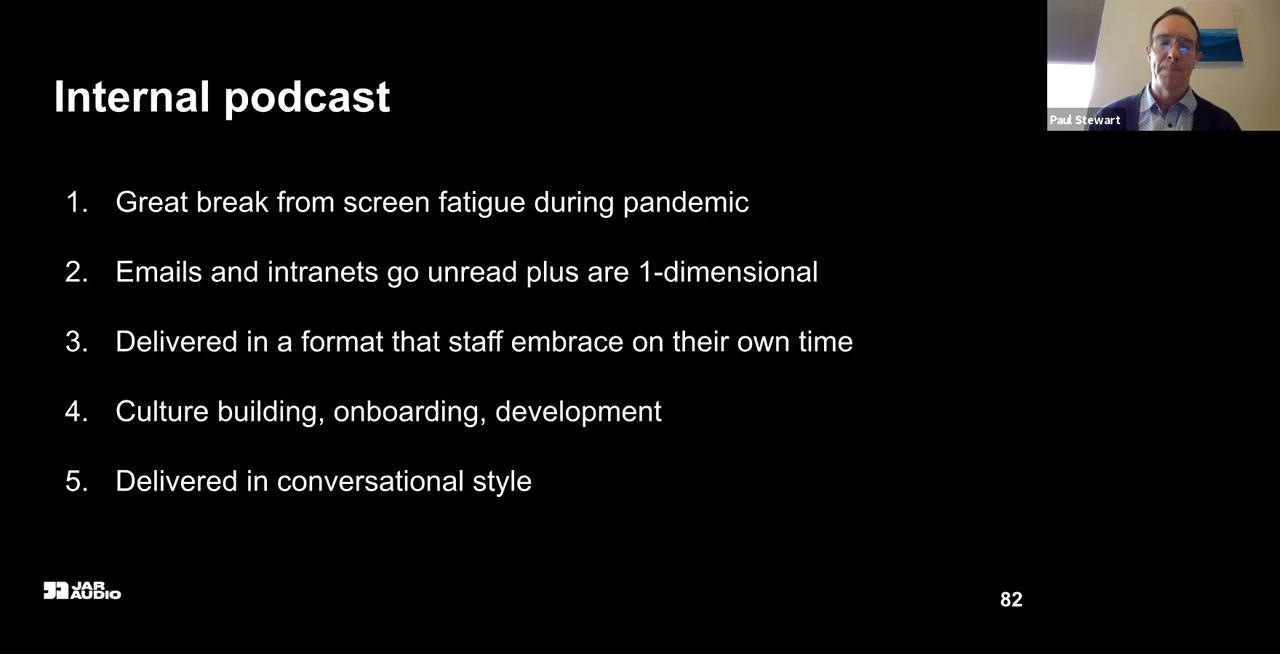 Internal podcast
Paul Stewart
1. Great break from screen fatigue during pandemic
2. Emails and intranets go unread plus are 1-dimensional
3. Delivered in a format that staff embrace on their own time
4. Culture building, onboarding, development
5. Delivered in conversational style
JAR
AUDIO
82